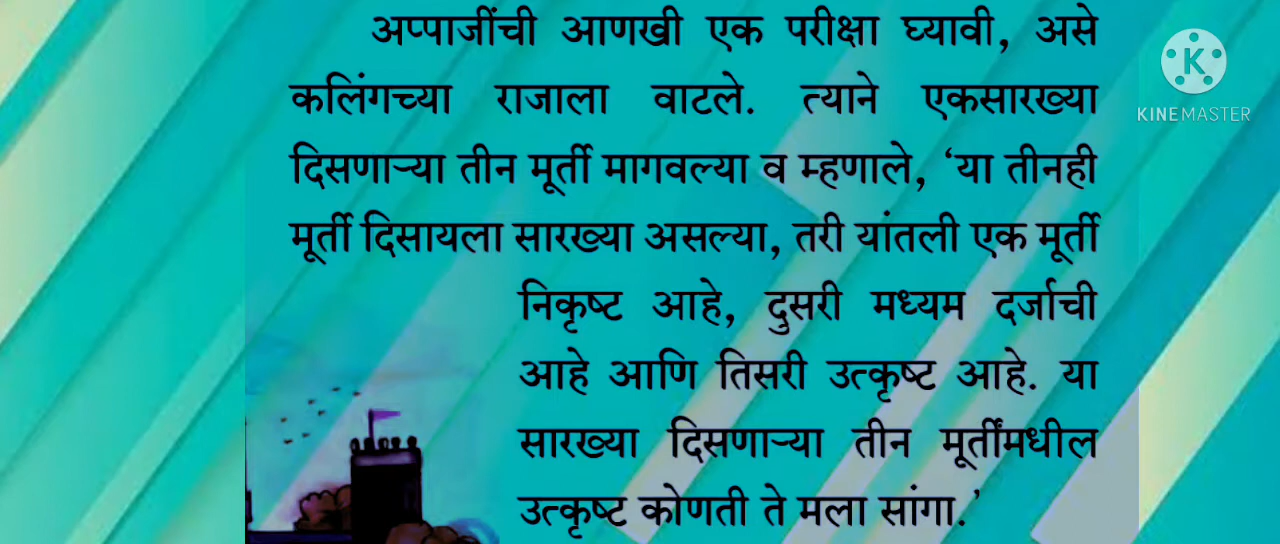 अप्पाजींची आणखी एक परीक्षा घ्यावी, असे
कलिंगच्या राजाला वाटले. त्याने एकसारख्या
दिसणाऱ्या तीन मूर्ती मागवल्या व म्हणाले, ‘या तीनही
मूर्ती दिसायला सारख्या असल्या, तरी यांतली एक मूर्ती
निकृष्ट आहे, दुसरी मध्यम दर्जाची
आहे आणि तिसरी उत्कृष्ट आहे. या
सारख्या दिसणाऱ्या तीन मूर्तींमधील
उत्कृष्ट कोणती ते मला सांगा.’
K
KINEMASTER